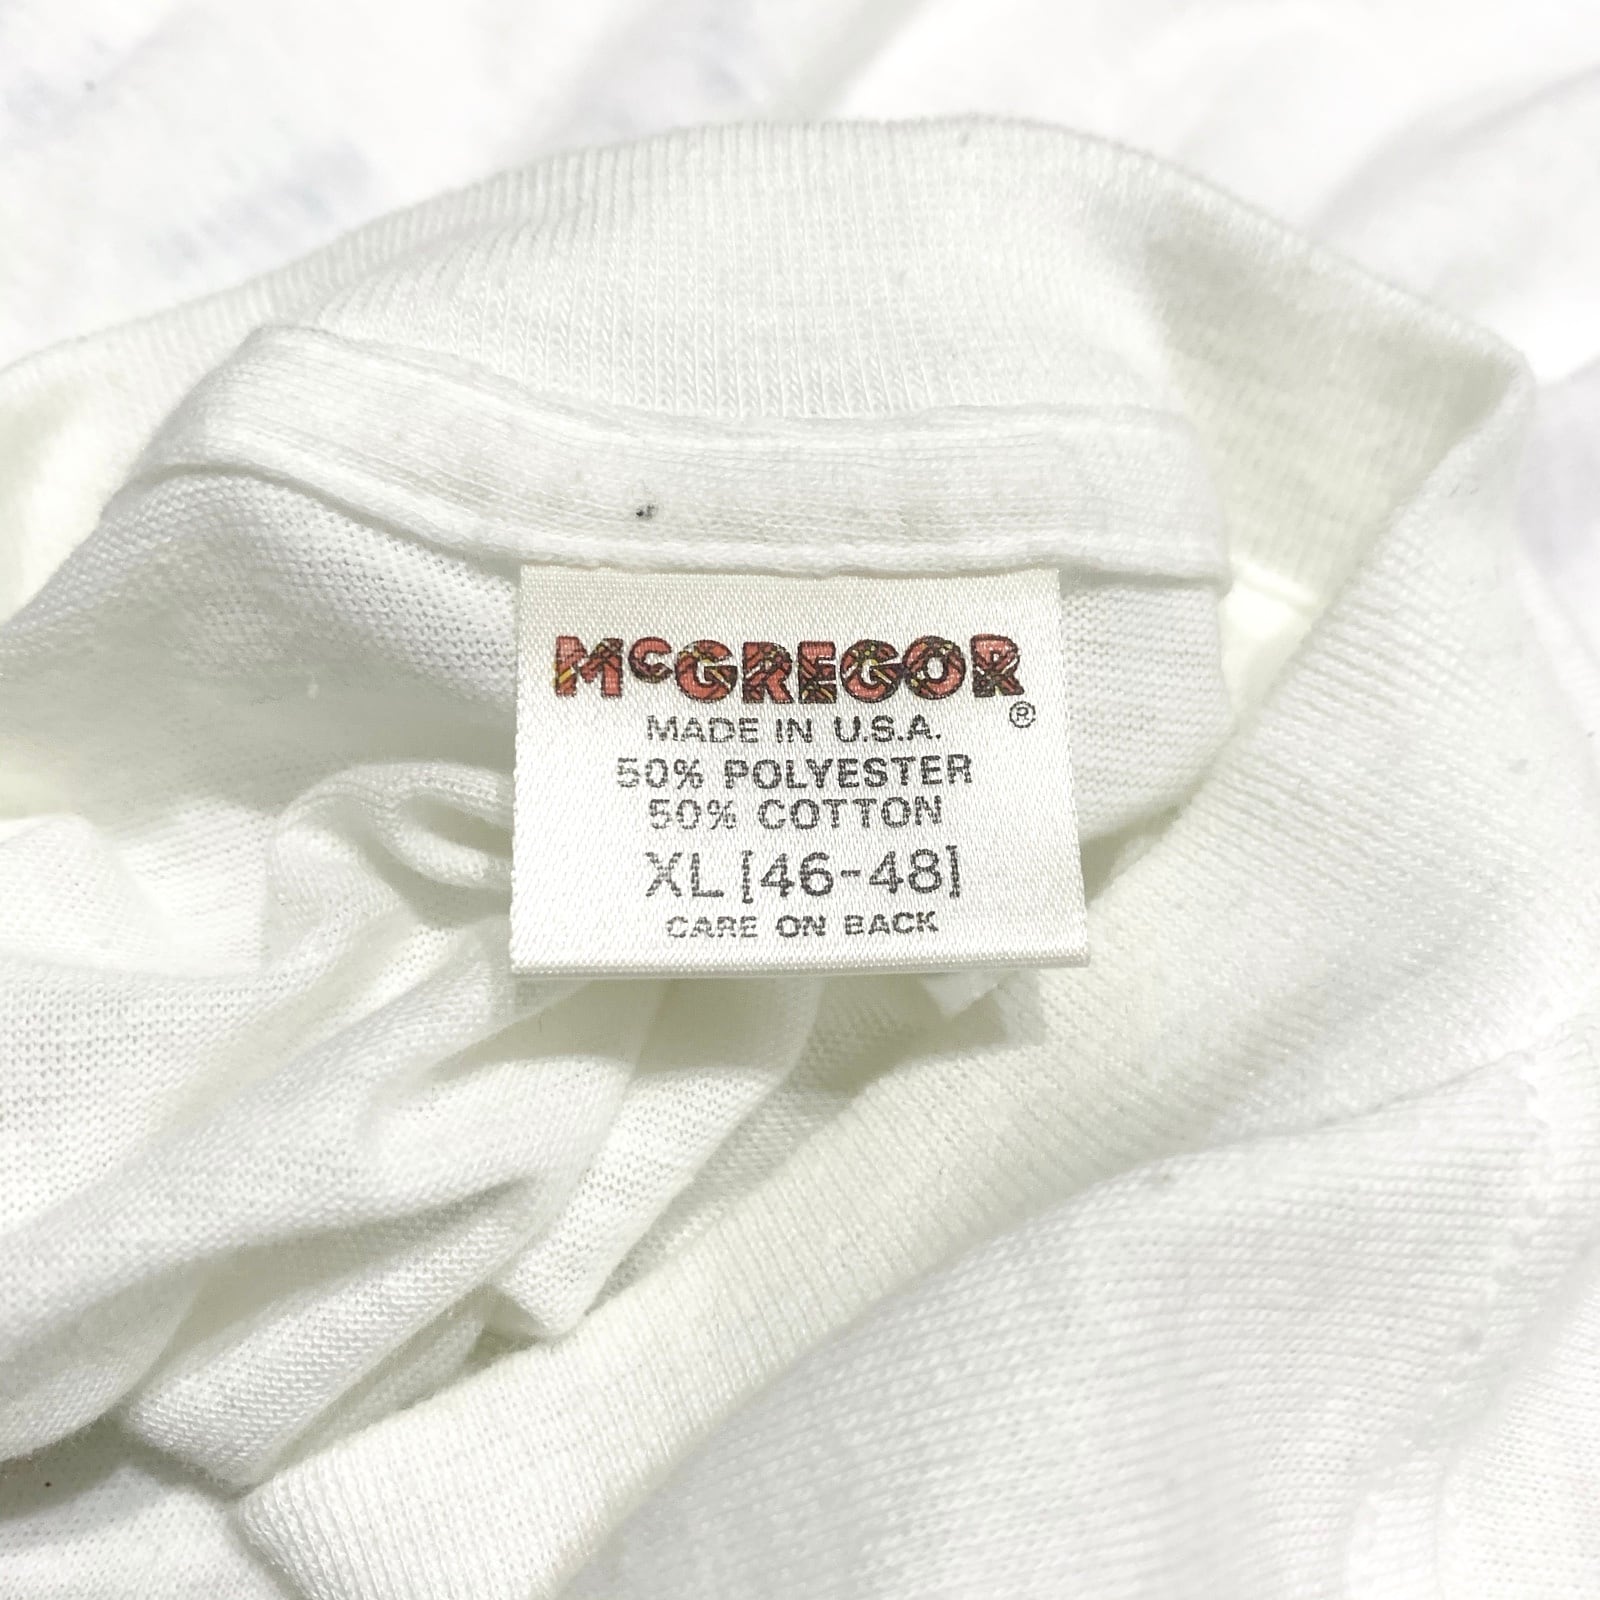 McGREGOR
®
MADE IN U.S.A.
50% POLYESTER
50% COTTON
XL [46-48]
CARE ON BACK